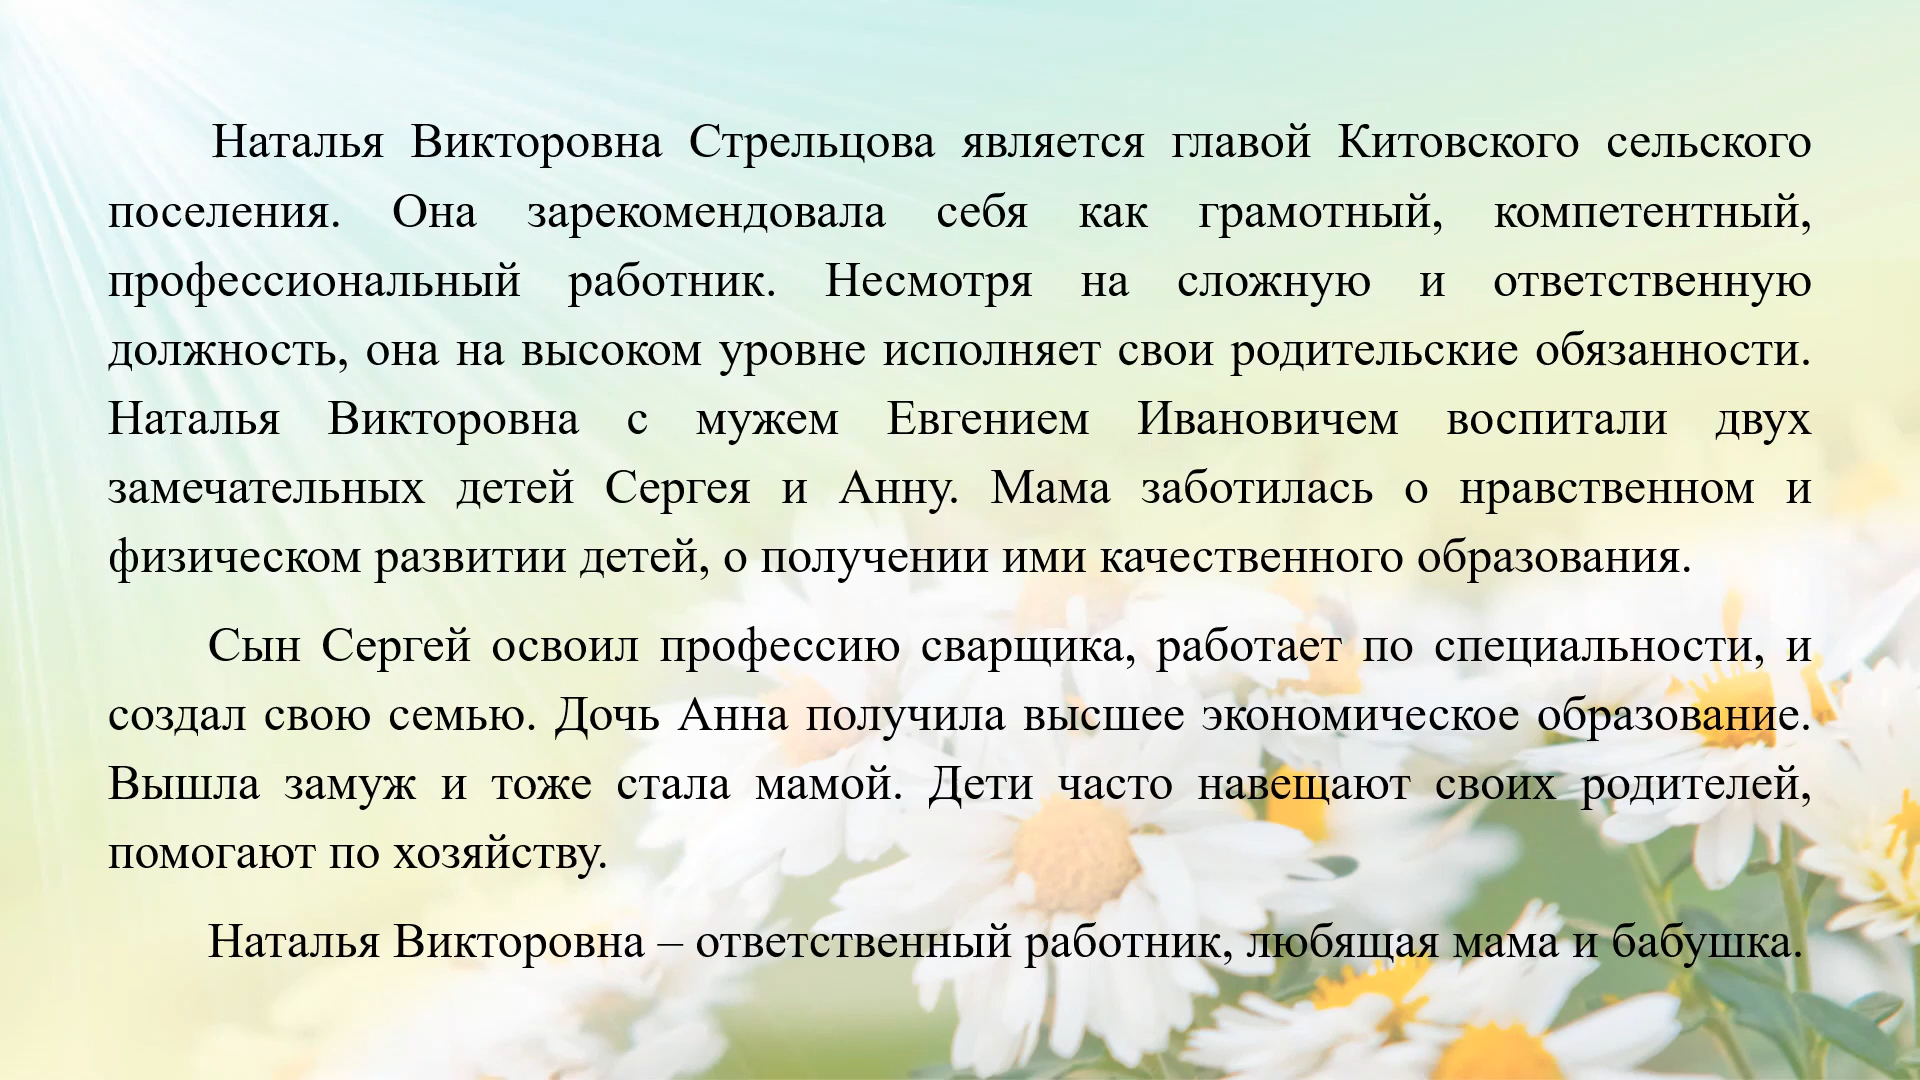 Наталья Викторовна Стрельцова является главой Китовского сельского
поселения. Она зарекомендовала себя как грамотный, компетентный,
профессиональный работник. Несмотря на сложную и ответственную
должность, она на высоком уровне исполняет свои родительские обязанности.
Наталья Викторовна с мужем Евгением Ивановичем воспитали двух
замечательных детей Сергея и Анну. Мама заботилась о нравственном и
физическом развитии детей, о получении ими качественного образования.
Сын Сергей освоил профессию сварщика, работает по специальности, и
создал свою семью. Дочь Анна получила высшее экономическое образование.
Вышла замуж и тоже стала мамой. Дети часто навещают своих родителей,
помогают по хозяйству.
Наталья Викторовна – ответственный работник, любящая мама и бабушка.